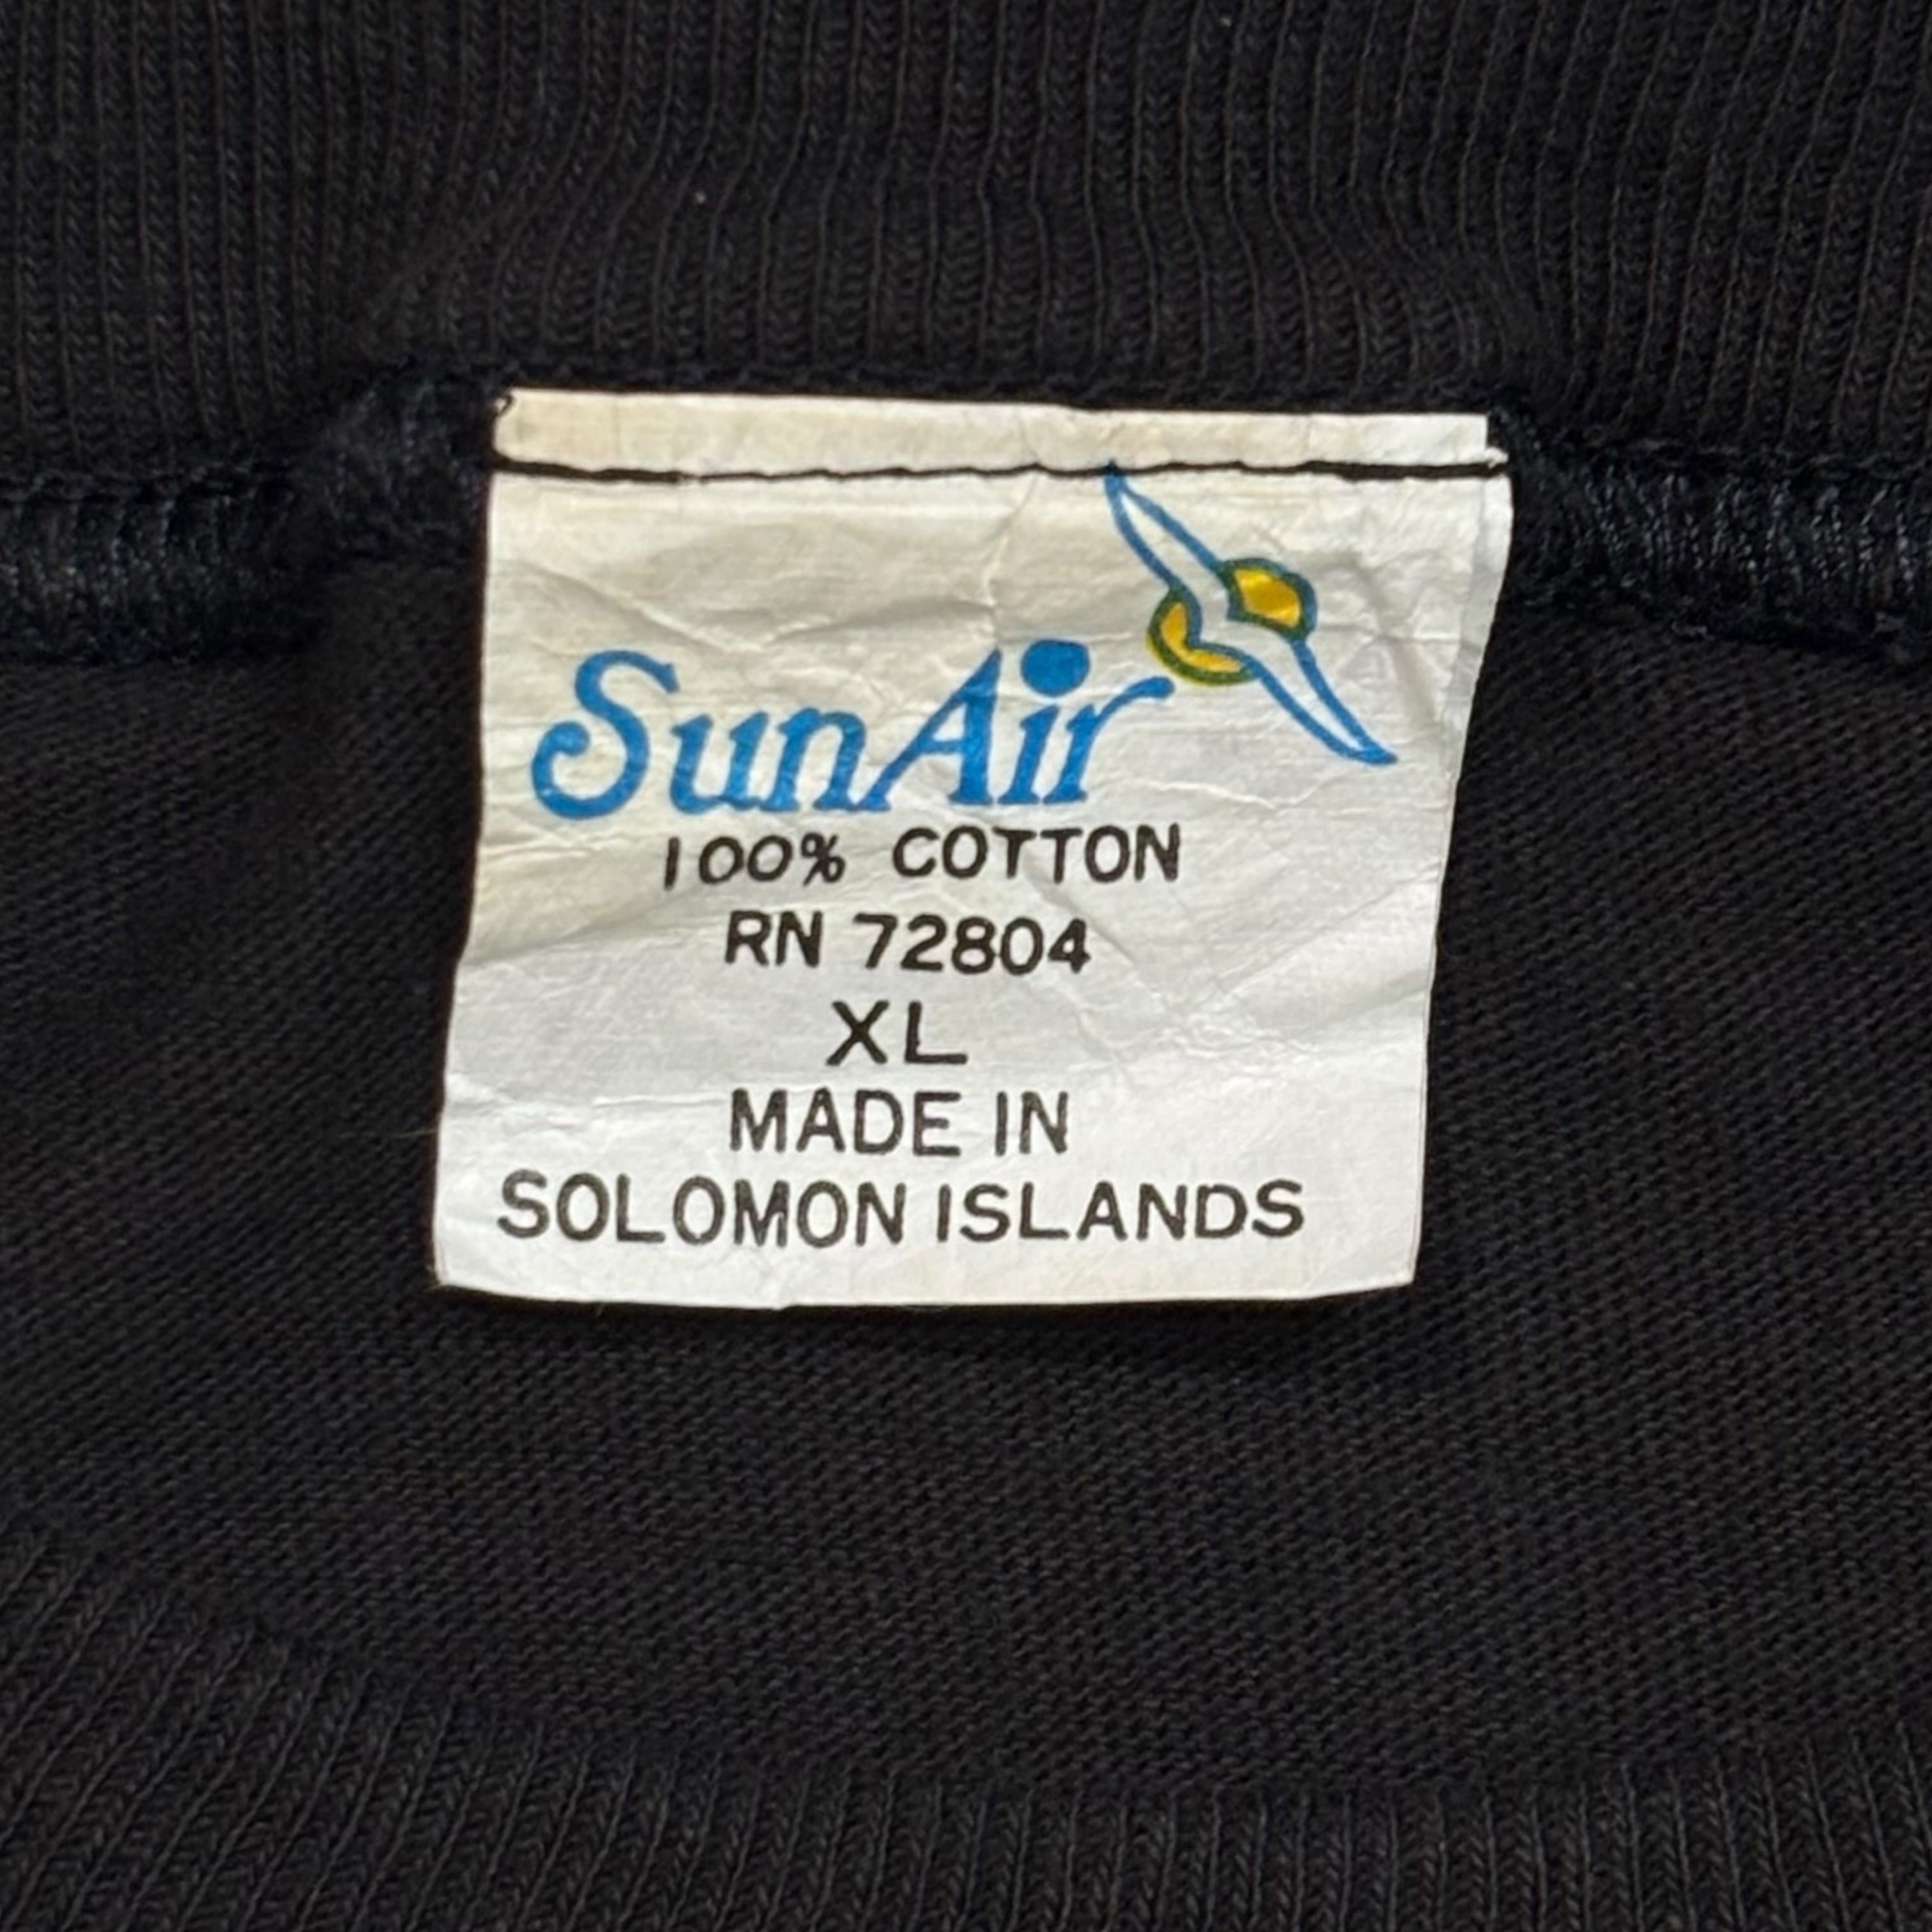 SunAir
100% COTTON
RN 72804
XL
MADE IN
SOLOMON ISLANDS